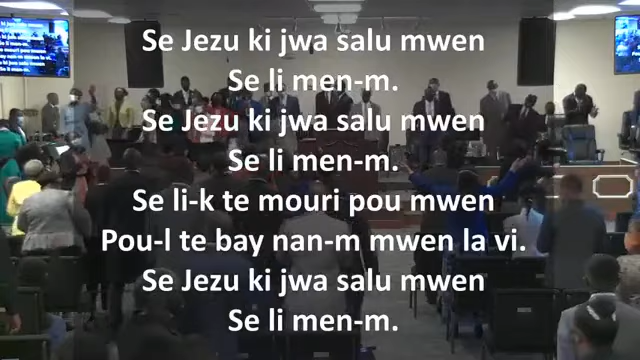 Se Jezu ki jwa salu mwen
Se li men-m.
Se Jezu ki jwa salu mwen
Se li men-m.
Se li-k te mouri pou mwen
Pou-l te bay nan-m mwen la vi.
Se Jezu ki jwa salu mwen
Se li men-m.